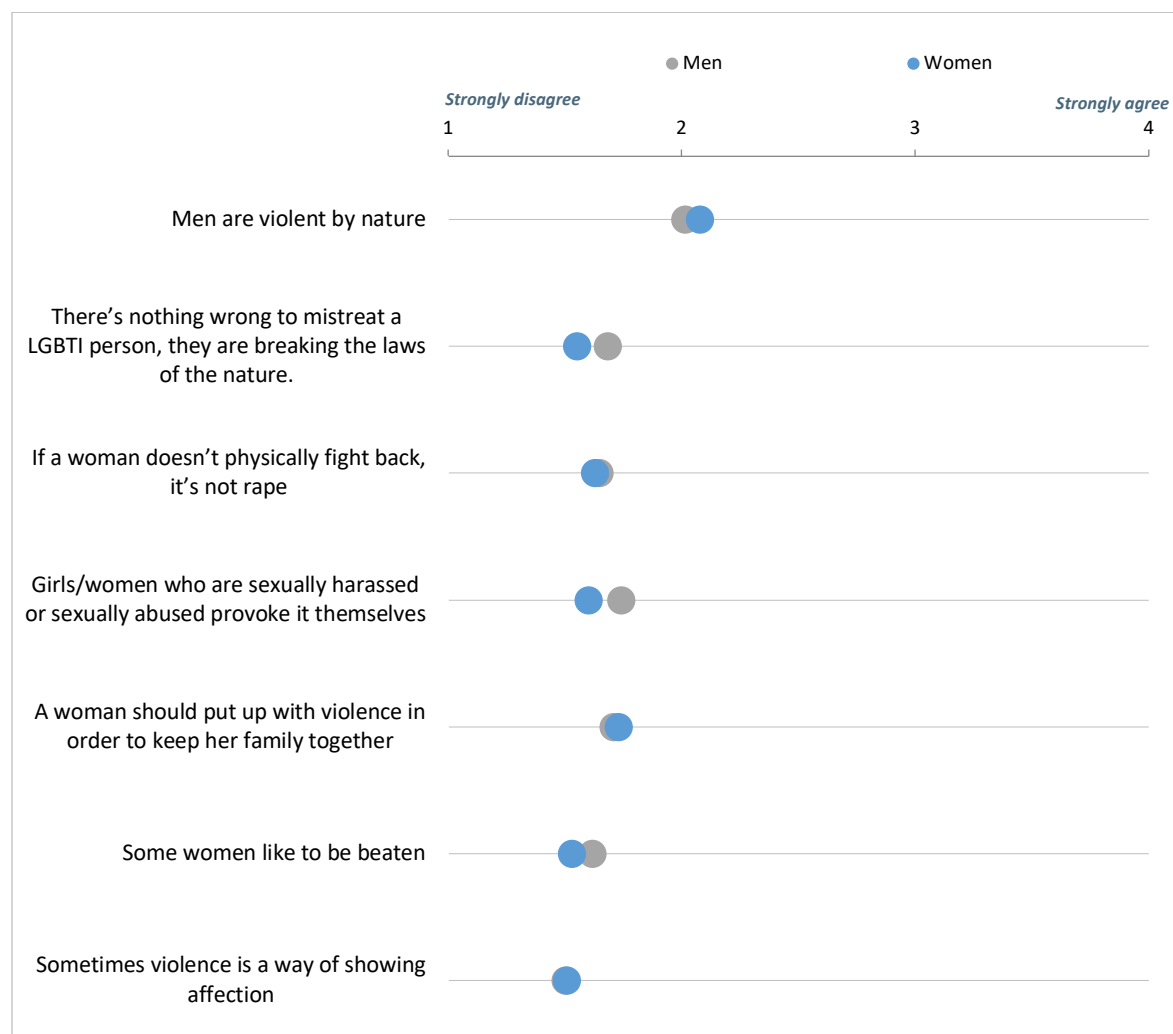 Men
Women
Strongly disagree
Strongly agree
1
2
3
4
Men are violent by nature
There’s nothing wrong to mistreat a
LGBTI person, they are breaking the laws
of the nature.
If a woman doesn’t physically fight back,
it’s not rape
Girls/women who are sexually harassed
or sexually abused provoke it themselves
A woman should put up with violence in
order to keep her family together
Some women like to be beaten
Sometimes violence is a way of showing
affection